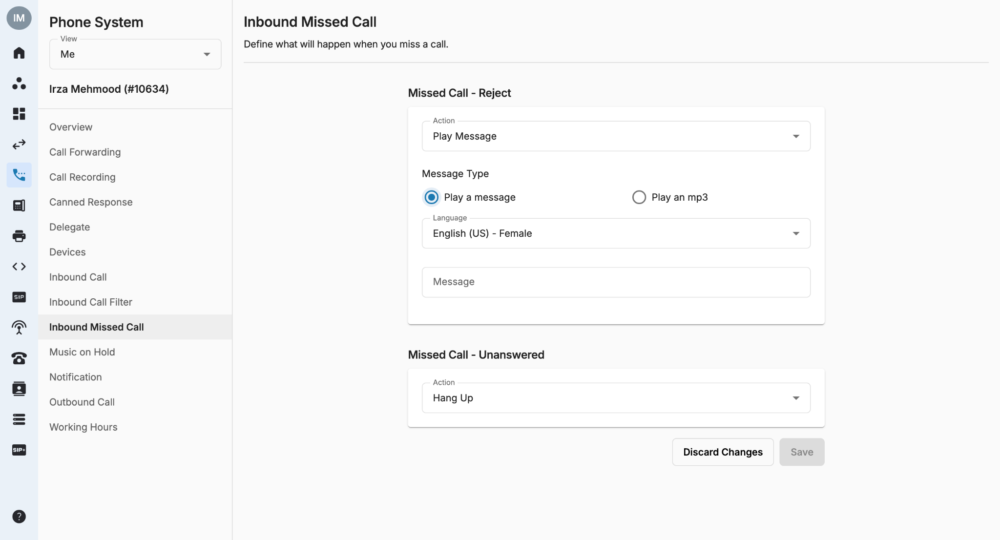 IM
SIP
SIP+
?
Phone System
View
Me
Irza Mehmood (#10634)
Overview
Call Forwarding
Call Recording
Canned Response
Delegate
Devices
Inbound Call
Inbound Call Filter
Inbound Missed Call
Music on Hold
Notification
Outbound Call
Working Hours
Inbound Missed Call
Define what will happen when you miss a call.
Missed Call - Reject
Action
Play Message
Message Type
Play a message
Play an mp3
Language
English (US) - Female
Message
Missed Call - Unanswered
Action
Hang Up
Discard Changes
Save